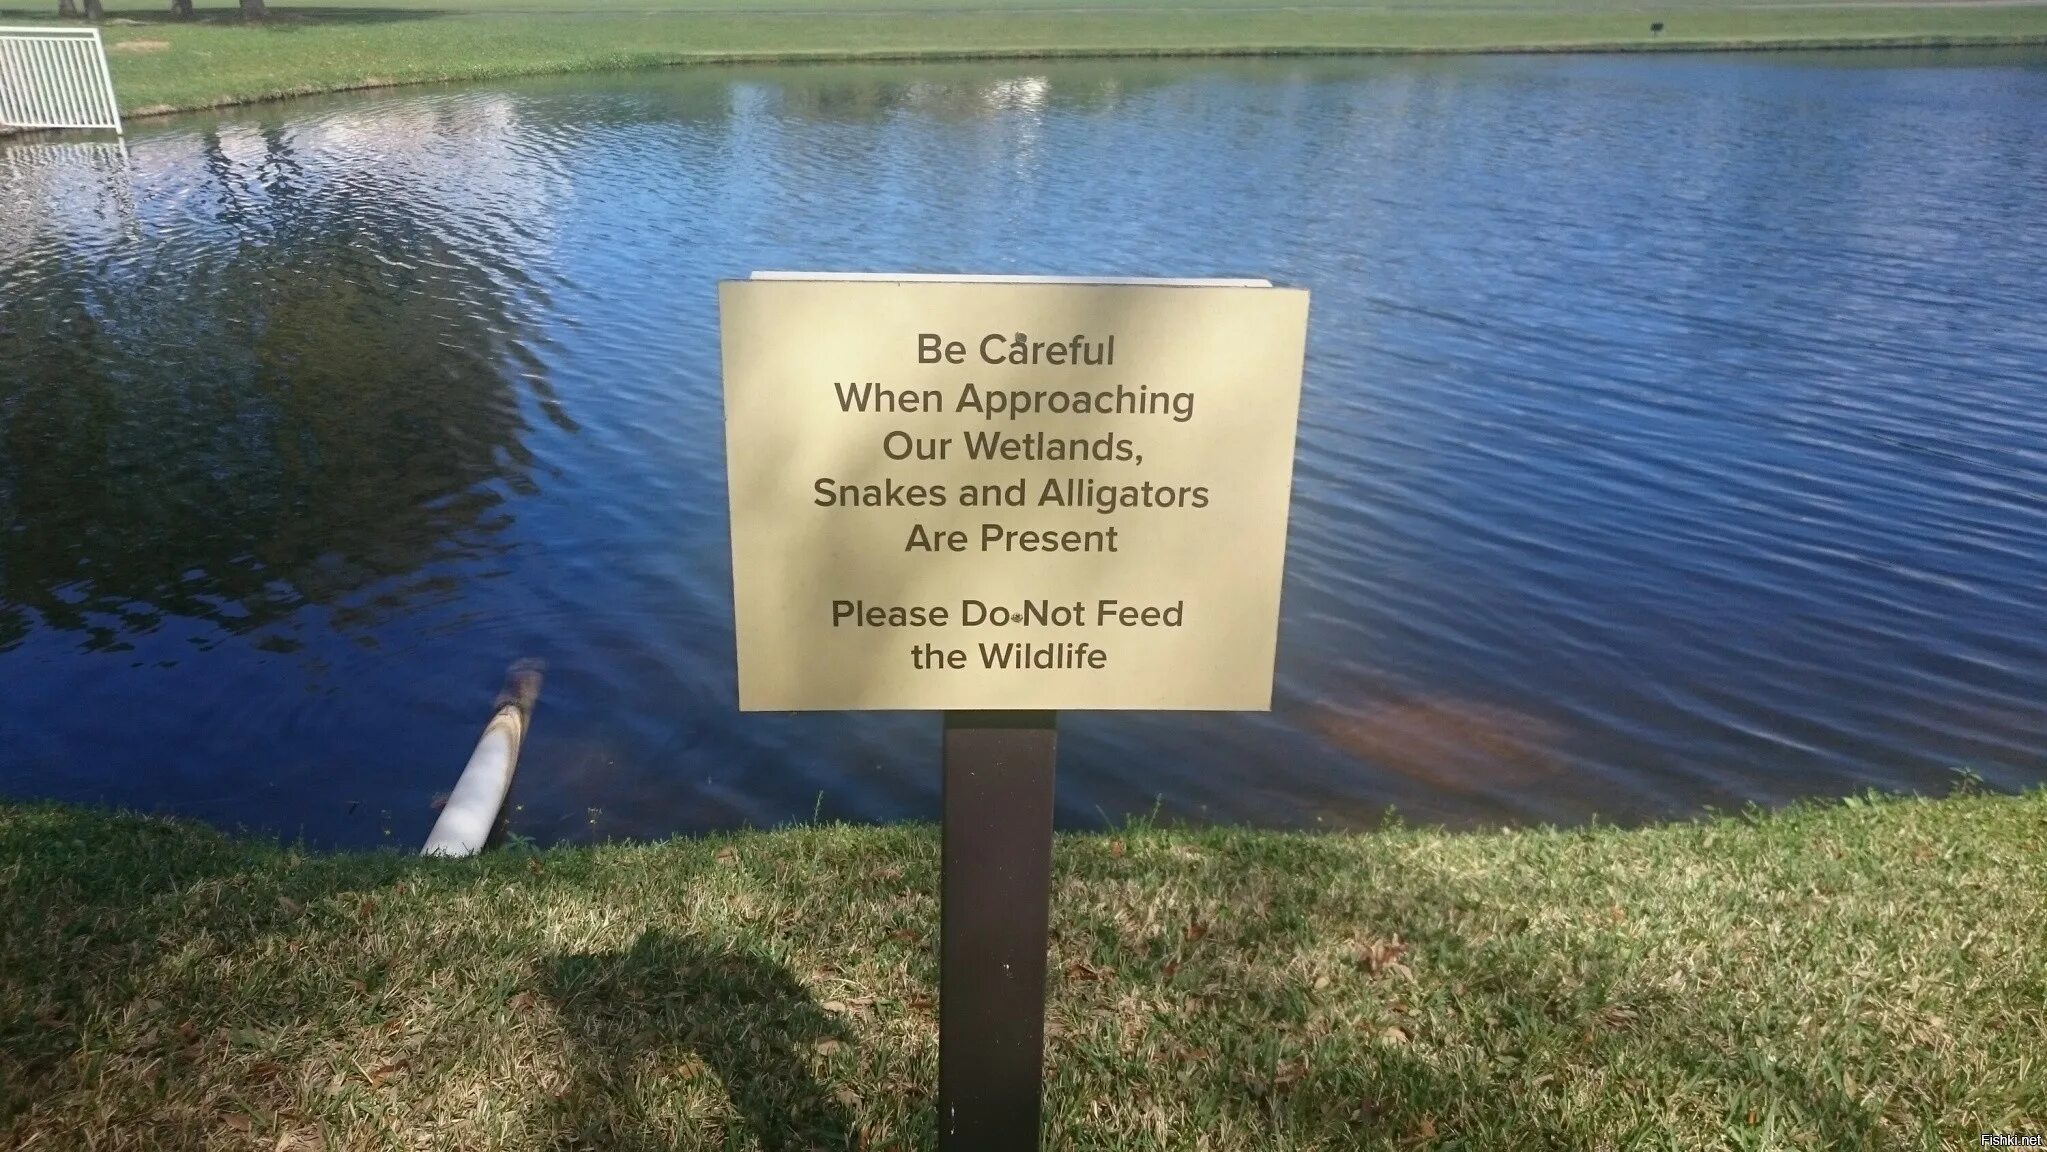 Be Careful
When Approaching
Our Wetlands,
Snakes and Alligators
Are Present
Please Do Not Feed
the Wildlife
Fishki.net